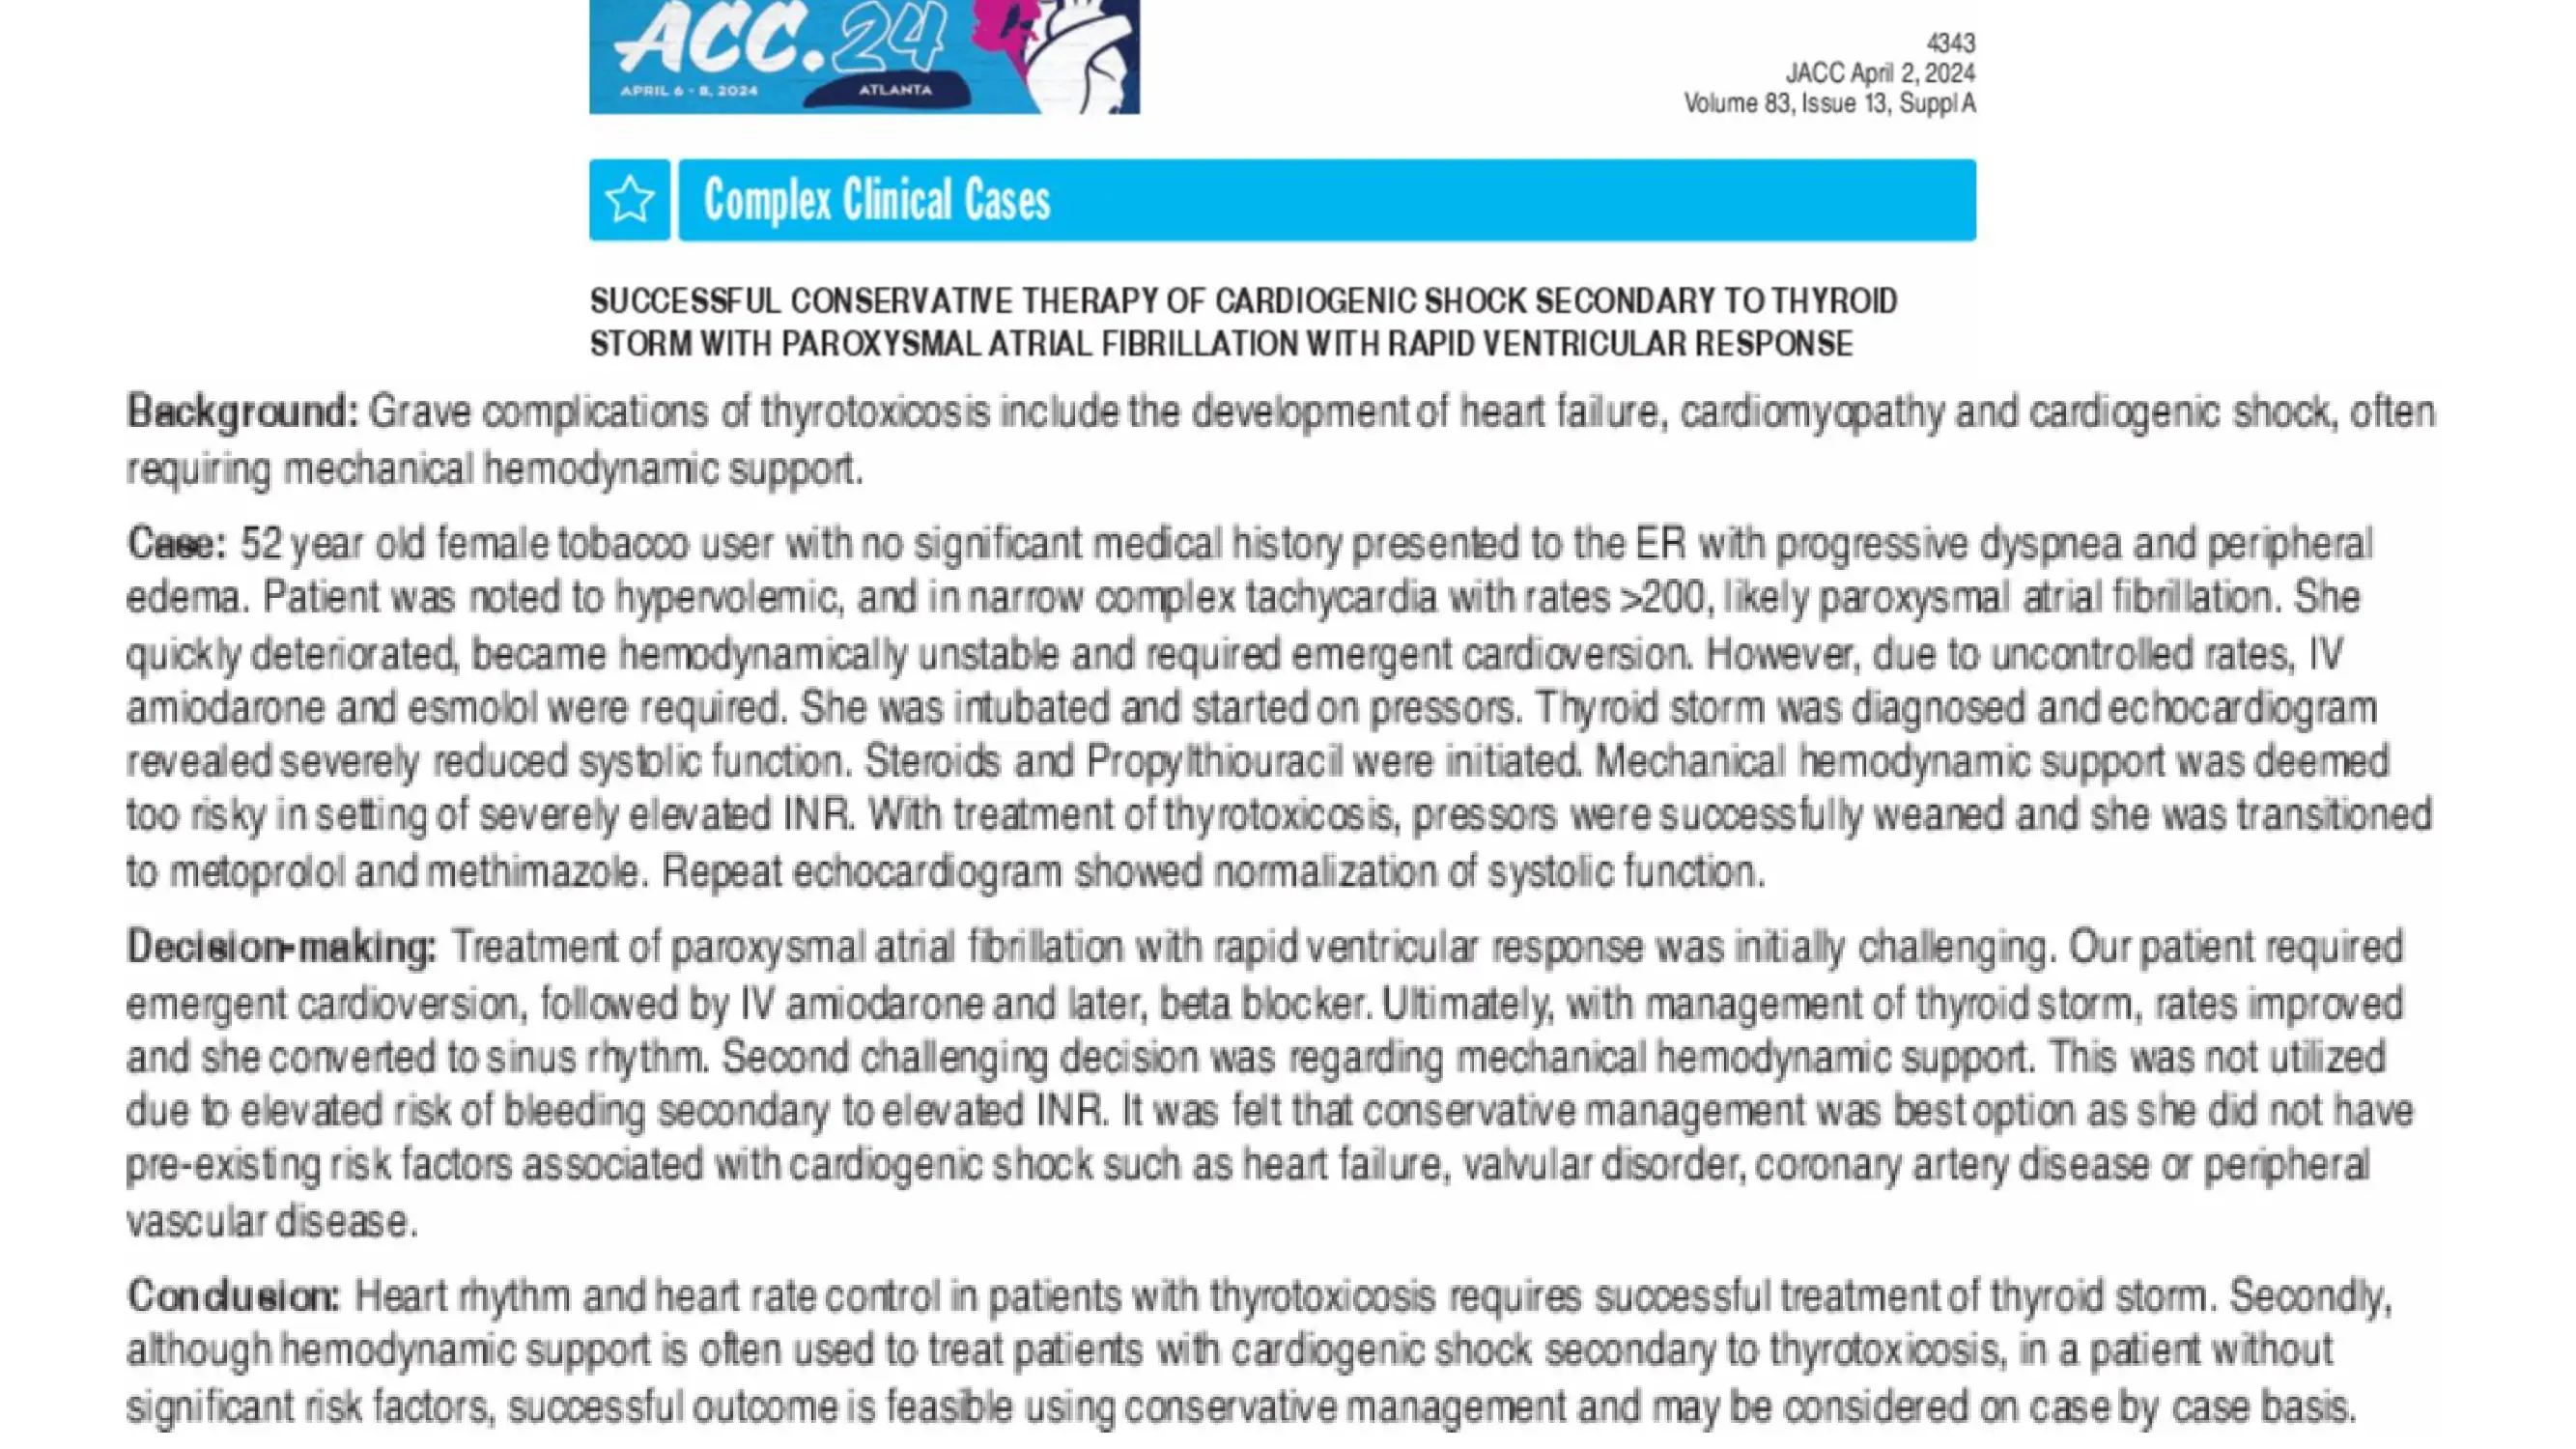 ACC.24
APRIL 6 - 8, 2024
ATLANTA
4343
JACC April 2, 2024
Volume 83, Issue 13, Suppl A
Complex Clinical Cases
SUCCESSFUL CONSERVATIVE THERAPY OF CARDIOGENIC SHOCK SECONDARY TO THYROID
STORM WITH PAROXYSMAL ATRIAL FIBRILLATION WITH RAPID VENTRICULAR RESPONSE
Background: Grave complications of thyrotoxicosis include the development of heart failure, cardiomyopathy and cardiogenic shock, often
requiring mechanical hemodynamic support.
Case: 52 year old female tobacco user with no significant medical history presented to the ER with progressive dyspnea and peripheral
edema. Patient was noted to hypervolemic, and in narrow complex tachycardia with rates >200, likely paroxysmal atrial fibrillation. She
quickly deteriorated, became hemodynamically unstable and required emergent cardioversion. However, due to uncontrolled rates, IV
amiodarone and esmolol were required. She was intubated and started on pressors. Thyroid storm was diagnosed and echocardiogram
revealed severely reduced systolic function. Steroids and Propylthiouracil were initiated. Mechanical hemodynamic support was deemed
too risky in setting of severely elevated INR. With treatment of thyrotoxicosis, pressors were successfully weaned and she was transitioned
to metoprolol and methimazole. Repeat echocardiogram showed normalization of systolic function.
Decision-making: Treatment of paroxysmal atrial fibrillation with rapid ventricular response was initially challenging. Our patient required
emergent cardioversion, followed by IV amiodarone and later, beta blocker. Ultimately, with management of thyroid storm, rates improved
and she converted to sinus rhythm. Second challenging decision was regarding mechanical hemodynamic support. This was not utilized
due to elevated risk of bleeding secondary to elevated INR. It was felt that conservative management was best option as she did not have
pre-existing risk factors associated with cardiogenic shock such as heart failure, valvular disorder, coronary artery disease or peripheral
vascular disease.
Conclusion: Heart rhythm and heart rate control in patients with thyrotoxicosis requires successful treatment of thyroid storm. Secondly,
although hemodynamic support is often used to treat patients with cardiogenic shock secondary to thyrotoxicosis, in a patient without
significant risk factors, successful outcome is feasible using conservative management and may be considered on case by case basis.